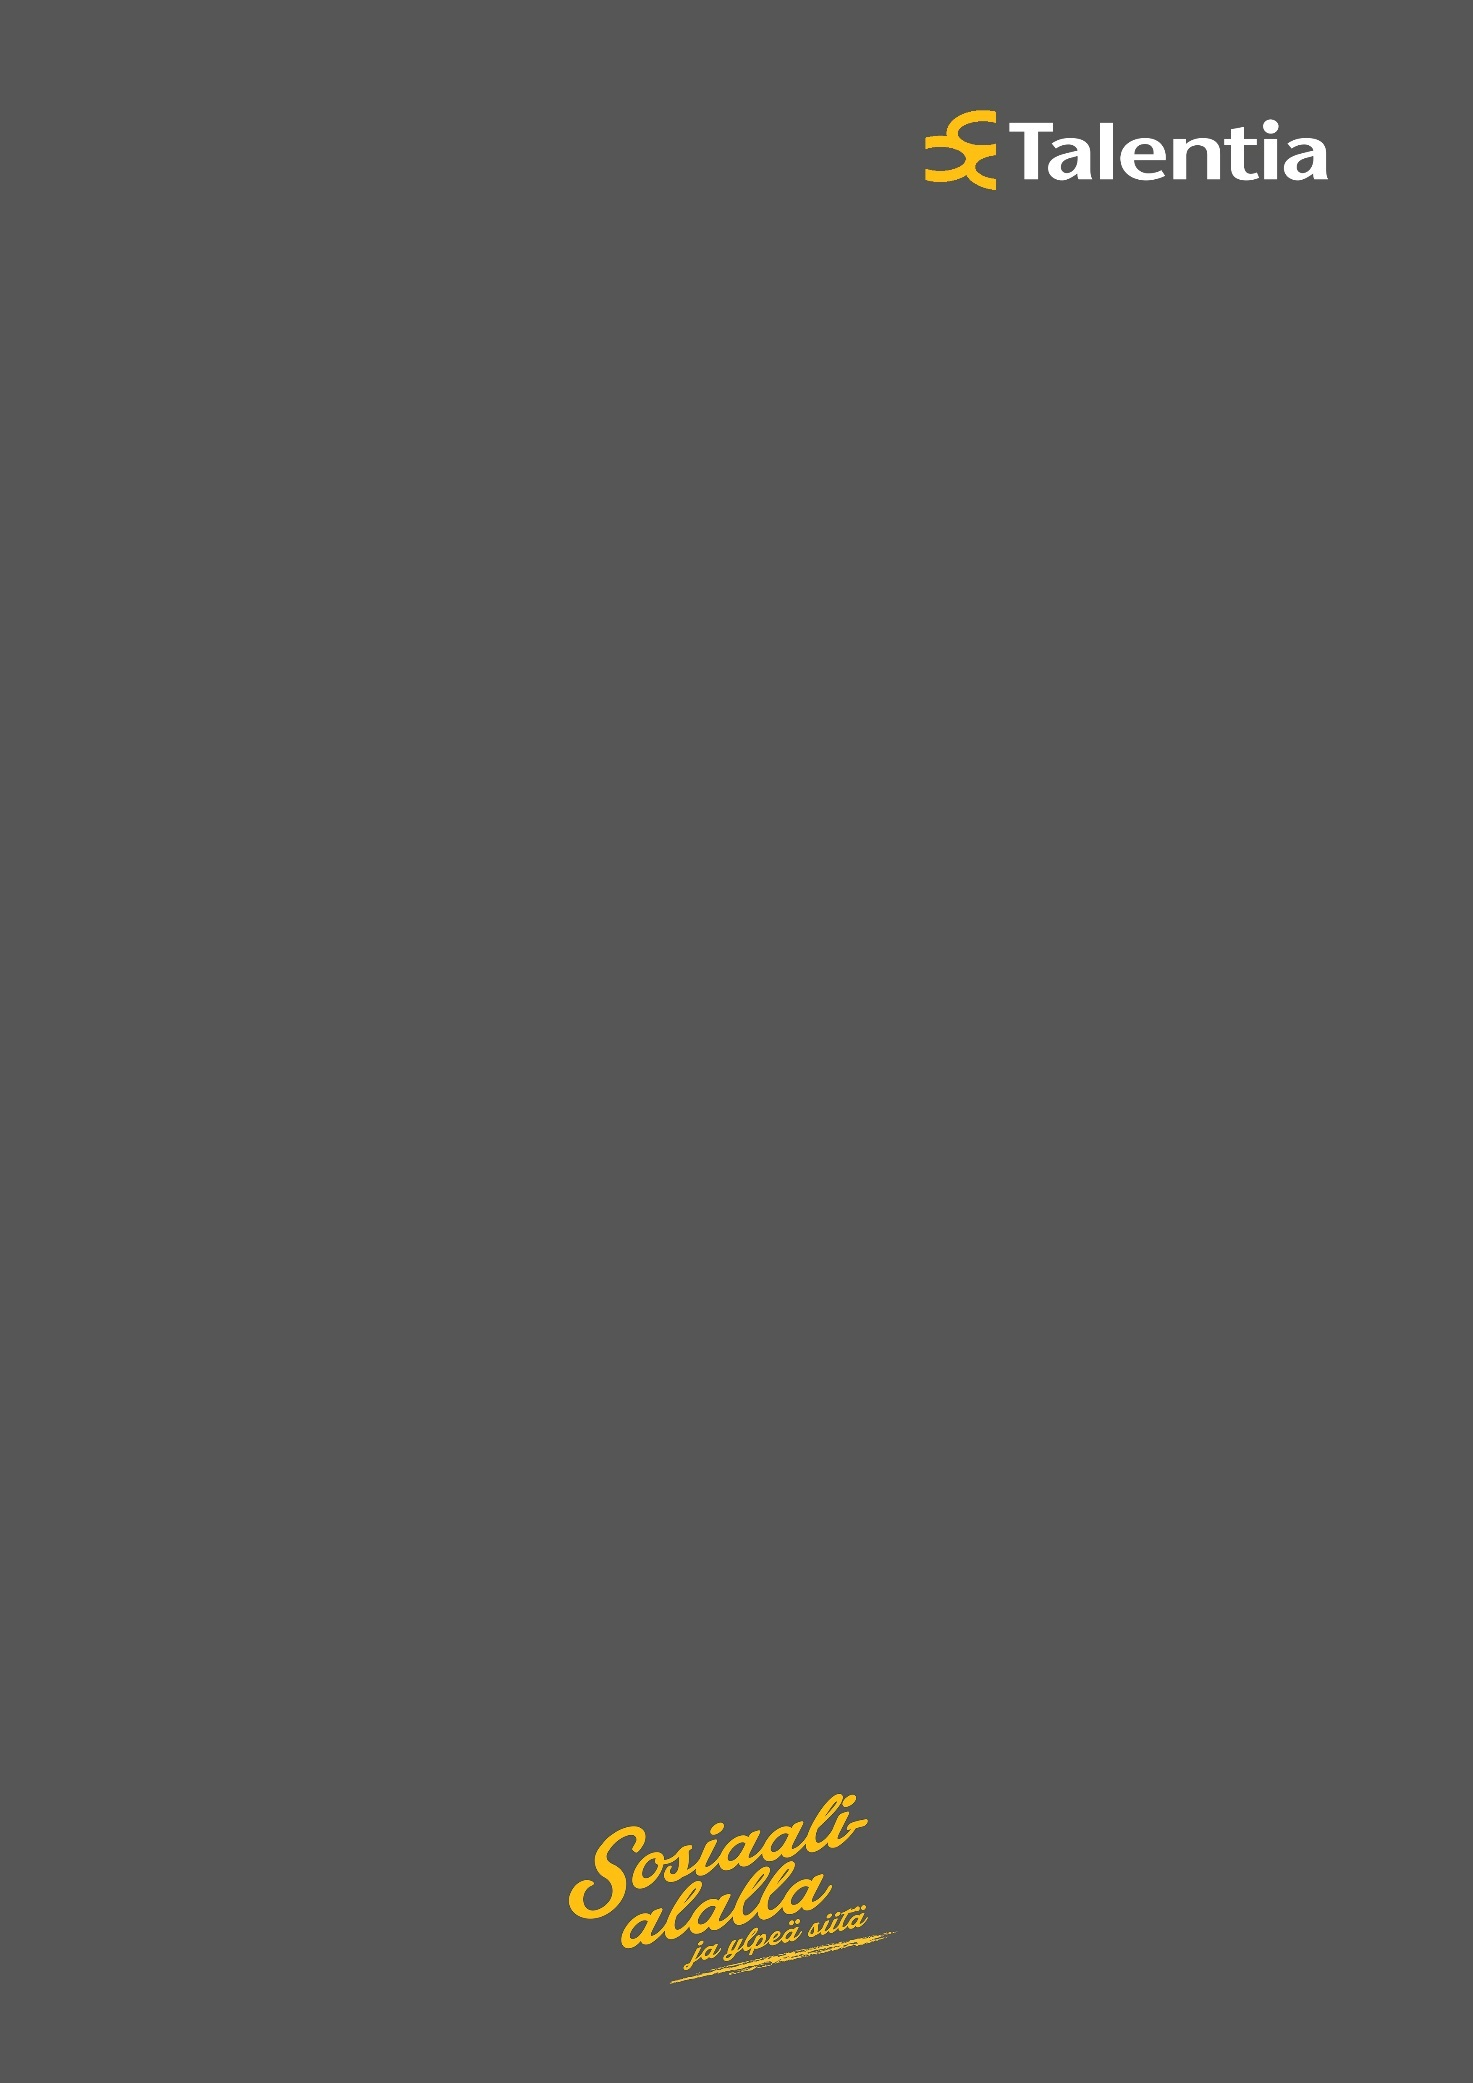 Talentia
Sosiaali-
alalla
ja ylpeä siitä